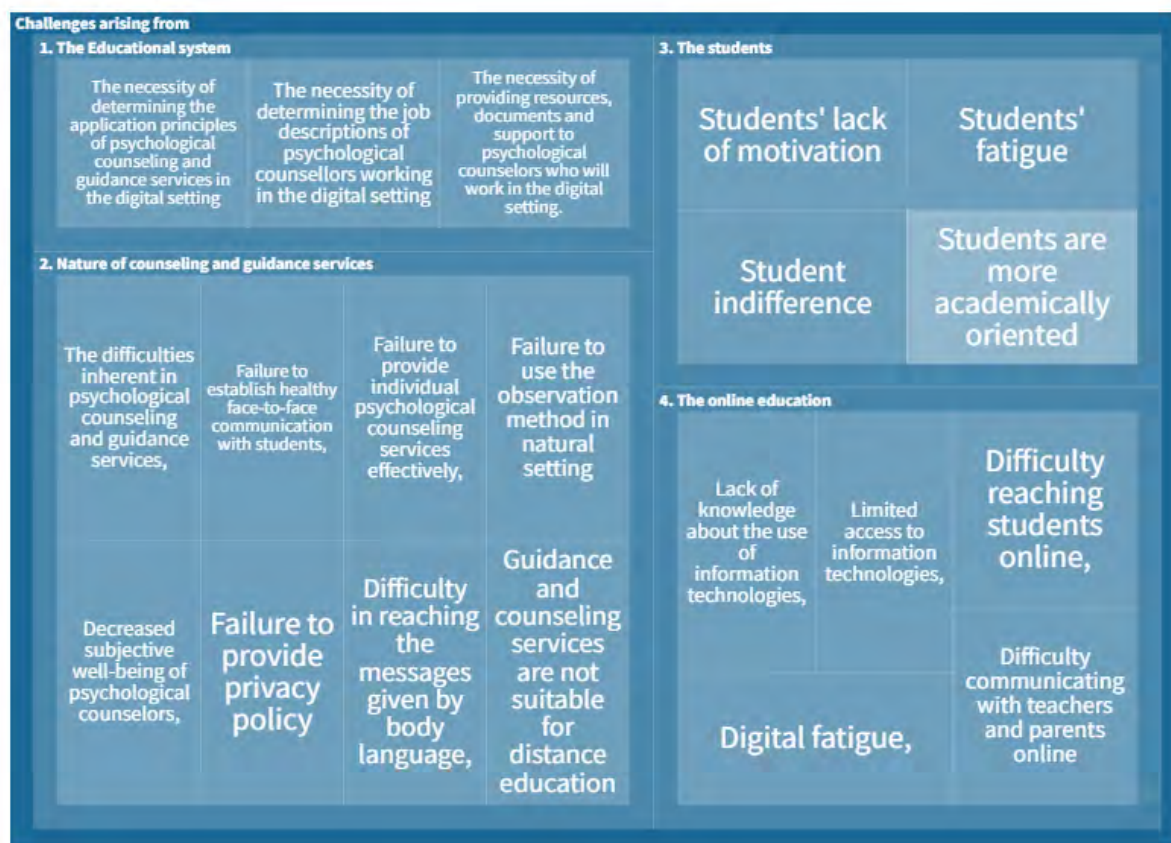 Challenges arising from
1. The Educational system
The necessity of
determining the
application principles
of psychological
counseling and
guidance services in
the digital setting
The necessity of
determining the job
descriptions of
psychological
counsellors working
in the digital setting
The necessity of
providing resources,
documents and
support to
psychological
counselors who will
work in the digital
setting.
2. Nature of counseling and guidance services
The difficulties
inherent in
psychological
counseling
and guidance
services,
Failure to
establish healthy
face-to-face
communication
with students,
Failure to
provide
individual
psychological
counseling
services
effectively,
Failure to
use the
observation
method in
natural
setting
Decreased
subjective
well-being of
psychological
counselors,
Failure to
provide
privacy
policy
Difficulty
in reaching
the
messages
given by
body
language,
Guidance
and
counseling
services
are not
suitable
for
distance
education
3. The students
Students' lack
of motivation
Students'
fatigue
Student
indifference
Students are
more
academically
oriented
4. The online education
Lack of
knowledge
about the use
of
information
technologies,
Limited
access to
information
technologies,
Difficulty
reaching
students
online,
Digital fatigue,
Difficulty
communicating
with teachers
and parents
online